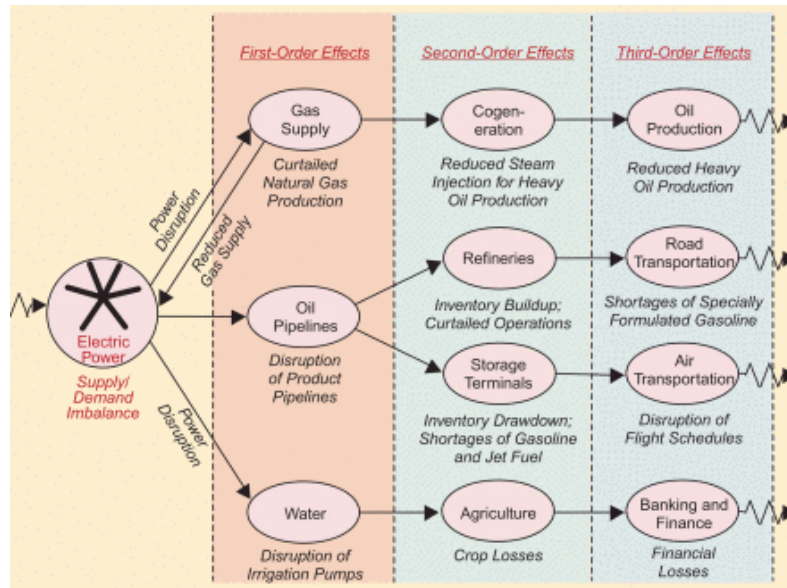 First-Order Effects
Second-Order Effects
Third-Order Effects
Gas
Supply
Curtailed
Natural Gas
Production
Cogen-
eration
Reduced Steam
Injection for Heavy
Oil Production
Oil
Production
Reduced Heavy
Oil Production
Power
Disruption
Reduced
Gas Supply
Electric
Power
Supply/
Demand
Imbalance
Oil
Pipelines
Disruption
of Product
Pipelines
Refineries
Inventory Buildup;
Curtailed Operations
Road
Transportation
Shortages of Specially
Formulated Gasoline
Storage
Terminals
Inventory Drawdown;
Shortages of Gasoline
and Jet Fuel
Air
Transportation
Disruption of
Flight Schedules
Power
Disruption
Water
Disruption of
Irrigation Pumps
Agriculture
Crop Losses
Banking and
Finance
Financial
Losses